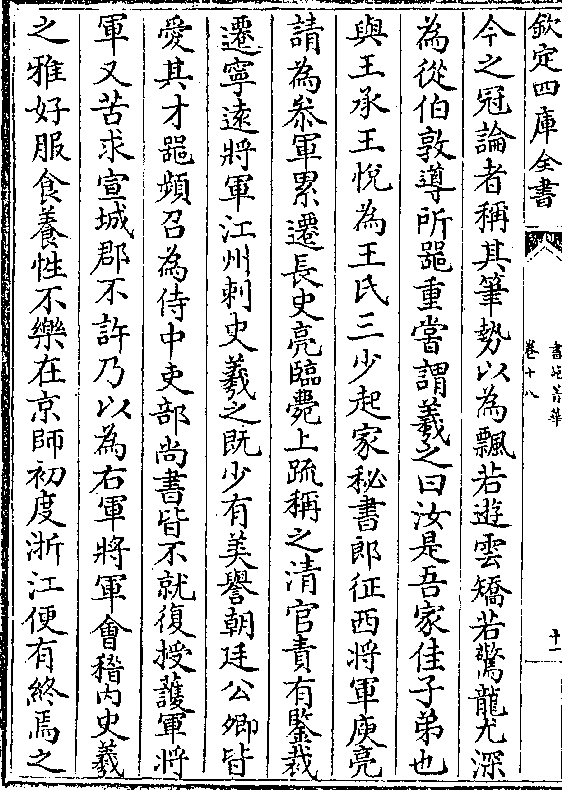 欽定四庫全書
書苑菁華
卷十八
十一
今之冠論者稱其筆勢以為飄若遊雲矯若驚龍尤深
為從伯敦導所器重嘗謂羲之曰汝是吾家佳子弟也
與王承王悅為王氏三少起家秘書郎征西將軍庾亮
請為叅軍累遷長史亮臨薨上疏稱之清官貴有鑒裁
遷寧逺將軍江州刺史羲之既少有美譽朝廷公卿皆
愛其才噐頻召為侍中吏部尚書皆不就復授護軍將
軍又苦求宣城郡不許乃以為右軍將軍會稽内史羲
之雅好服食養性不樂在京師初度浙江便有終焉之